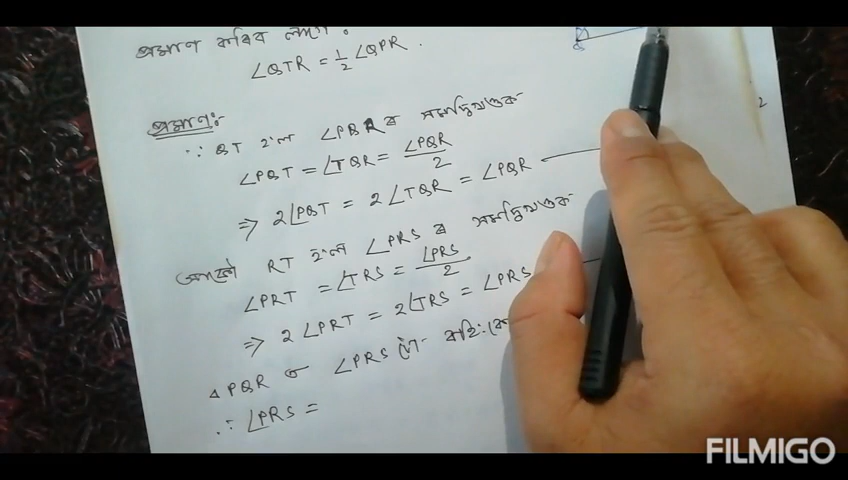 প্ৰমাণ কৰিব লাগে:
∠QTR = 1/2 ∠QPR.
Q
প্ৰমাণ:-
2
∵ QT হ'ল ∠PQR ৰ সমদ্বিখণ্ডক
∠PQT = ∠TQR = ∠PQR/2
⇒ 2∠PQT = 2∠TQR = ∠PQR
আকৌ RT হ'ল ∠PRS ৰ সমদ্বিখণ্ডক
∠PRT = ∠TRS = ∠PRS/2
⇒ 2∠PRT = 2∠TRS = ∠PRS
△PQR ত ∠PRS
∴ ∠PRS =
FILMIGO